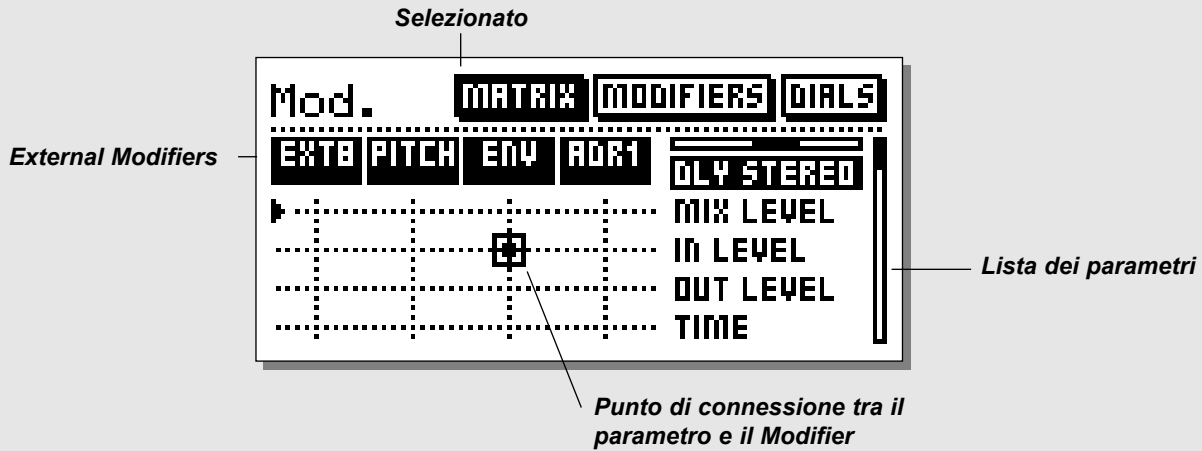 Selezionato
Mod. MATRIX MODIFIERS DIALS
External Modifiers
EXT8 PITCH ENV ADR1
DLY STEREO
MIX LEVEL
IN LEVEL
OUT LEVEL
TIME
Lista dei parametri
Punto di connessione tra il
parametro e il Modifier